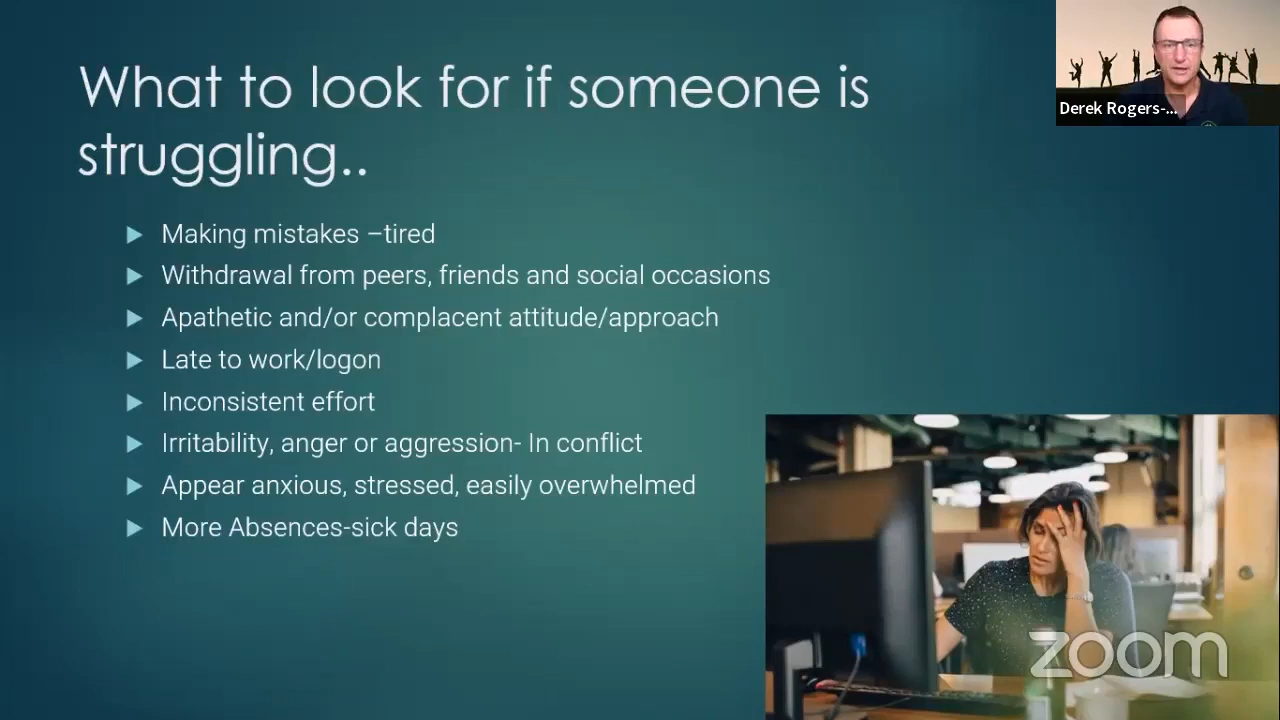 What to look for if someone is
struggling..
Derek Rogers-...
Making mistakes –tired
Withdrawal from peers, friends and social occasions
Apathetic and/or complacent attitude/approach
Late to work/logon
Inconsistent effort
Irritability, anger or aggression- In conflict
Appear anxious, stressed, easily overwhelmed
More Absences-sick days
zoom